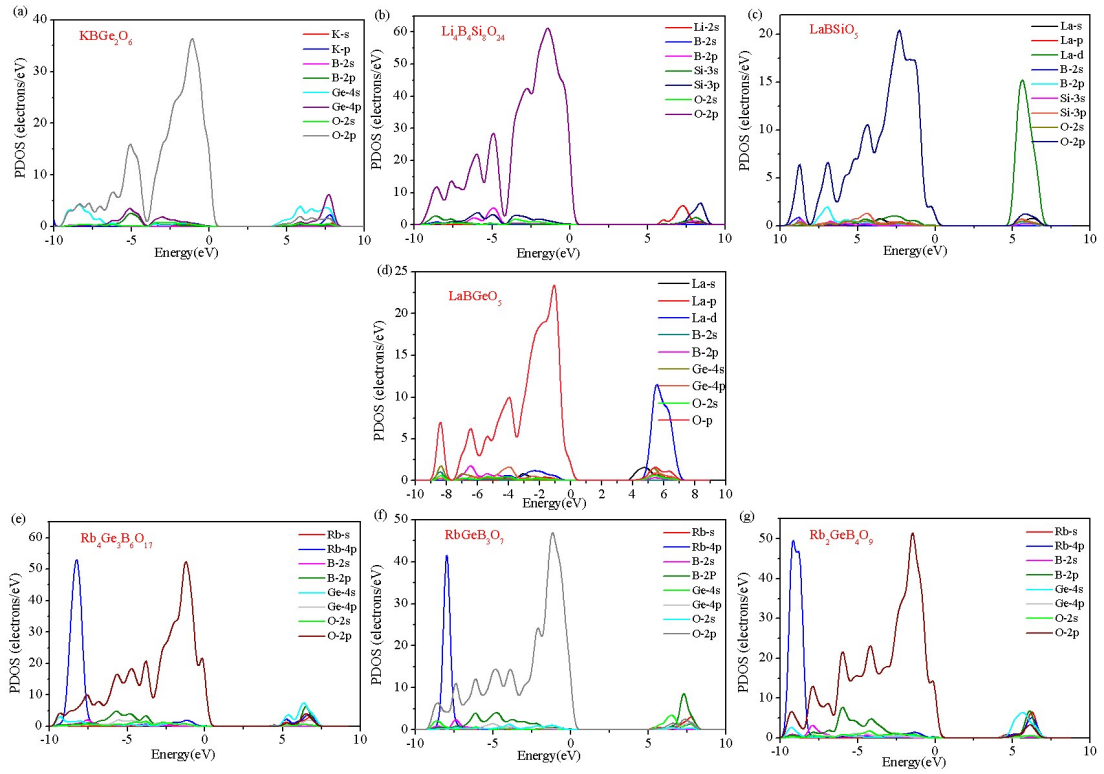 (a)
KBGe₂O₆
K-s
K-p
B-2s
B-2p
Ge-4s
Ge-4p
O-2s
O-2p
PDOS (electrons/eV)
40
30
20
10
0
-10 -5 0 5 10
Energy(eV)
(b)
Li₄B₄Si₈O₂₄
Li-2s
B-2s
B-2p
Si-3s
Si-3p
O-2s
O-2p
PDOS (electrons/eV)
60
50
40
30
20
10
0
-10 -5 0 5 10
Energy(eV)
(c)
LaBSiO₅
La-s
La-p
La-d
B-2s
B-2p
Si-3s
Si-3p
O-2s
O-2p
PDOS (electrons/eV)
20
15
10
5
0
-10 -5 0 5 10
Energy(eV)
(d)
LaBGeO₅
La-s
La-p
La-d
B-2s
B-2p
Ge-4s
Ge-4p
O-2s
O-p
PDOS (electrons/eV)
25
20
15
10
5
0
-10 -8 -6 -4 -2 0 2 4 6 8 10
Energy(eV)
(e)
Rb₄Ge₃B₆O₁₇
Rb-s
Rb-4p
B-2s
B-2p
Ge-4s
Ge-4p
O-2s
O-2p
PDOS (electrons/eV)
60
50
40
30
20
10
0
-10 -5 0 5 10
Energy(eV)
(f)
RbGeB₃O₇
Rb-s
Rb-4p
B-2s
B-2P
Ge-4s
Ge-4p
O-2s
O-2p
PDOS (electrons/eV)
50
40
30
20
10
0
-10 -5 0 5 10
Energy(eV)
(g)
Rb₂GeB₄O₉
Rb-s
Rb-4p
B-2s
B-2p
Ge-4s
Ge-4p
O-2s
O-2p
PDOS (electrons/eV)
50
40
30
20
10
0
-10 -5 0 5 10
Energy(eV)